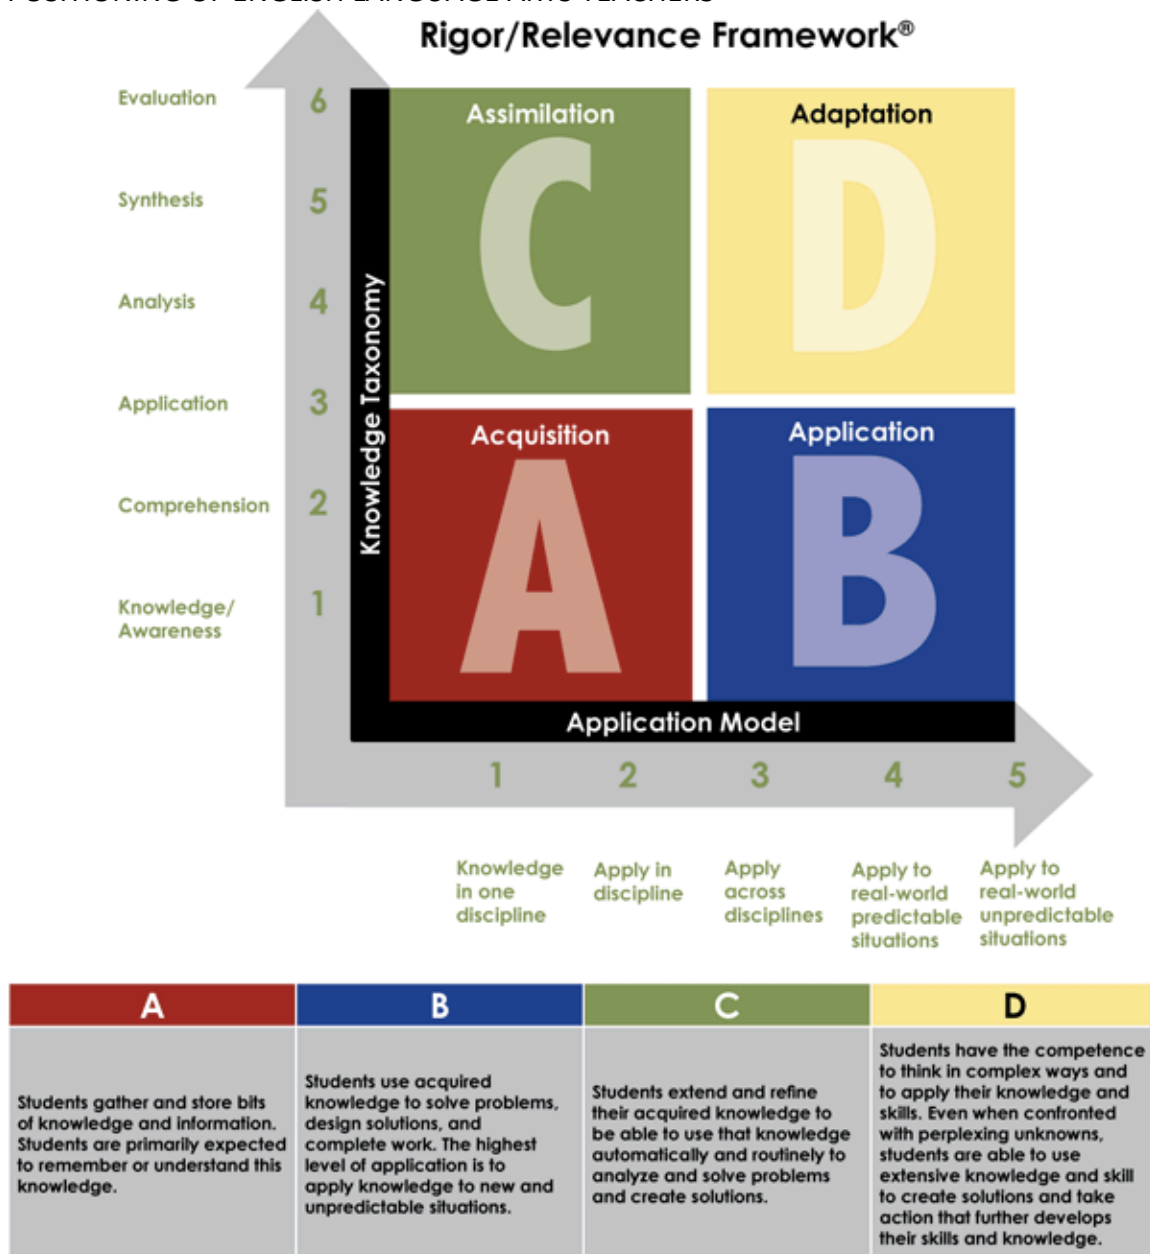 POSITIONING OF ENGLISH LANGUAGE ARTS TEACHERS
Rigor/Relevance Framework®
Evaluation 6
Synthesis 5
Analysis 4
Application 3
Comprehension 2
Knowledge/
Awareness
1
Knowledge Taxonomy
Assimilation
C
Adaptation
D
Acquisition
A
Application
B
Application Model
1 2 3 4 5
Knowledge
in one
discipline
Apply in
discipline
Apply
across
disciplines
Apply to
real-world
predictable
situations
Apply to
real-world
unpredictable
situations
A
Students gather and store bits
of knowledge and information.
Students are primarily expected
to remember or understand this
knowledge.
B
Students use acquired
knowledge to solve problems,
design solutions, and
complete work. The highest
level of application is to
apply knowledge to new and
unpredictable situations.
C
Students extend and refine
their acquired knowledge to
be able to use that knowledge
automatically and routinely to
analyze and solve problems
and create solutions.
D
Students have the competence
to think in complex ways and
to apply their knowledge and
skills. Even when confronted
with perplexing unknowns,
students are able to use
extensive knowledge and skill
to create solutions and take
action that further develops
their skills and knowledge.